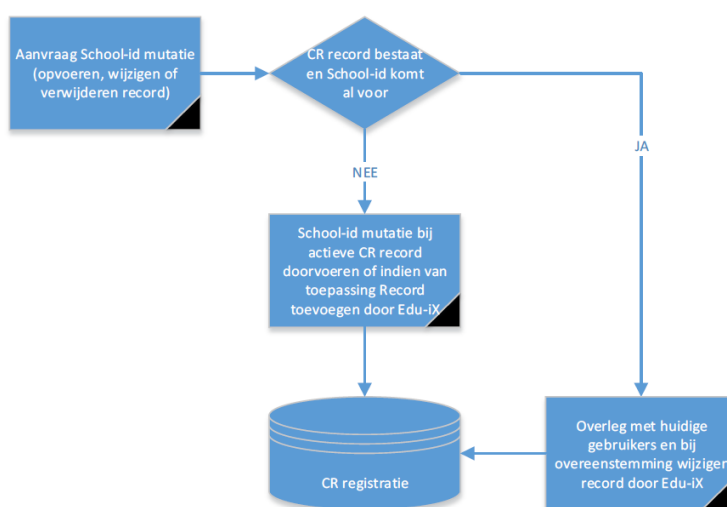 Aanvraag School-id mutatie
(opvoeren, wijzigen of
verwijderen record)
CR record bestaat
en School-id komt
al voor
JA
NEE
School-id mutatie bij
actieve CR record
doorvoeren of indien van
toepassing Record
toevoegen door Edu-iX
Overleg met huidige
gebruikers en bij
overeenstemming wijzigen
record door Edu-iX
CR registratie